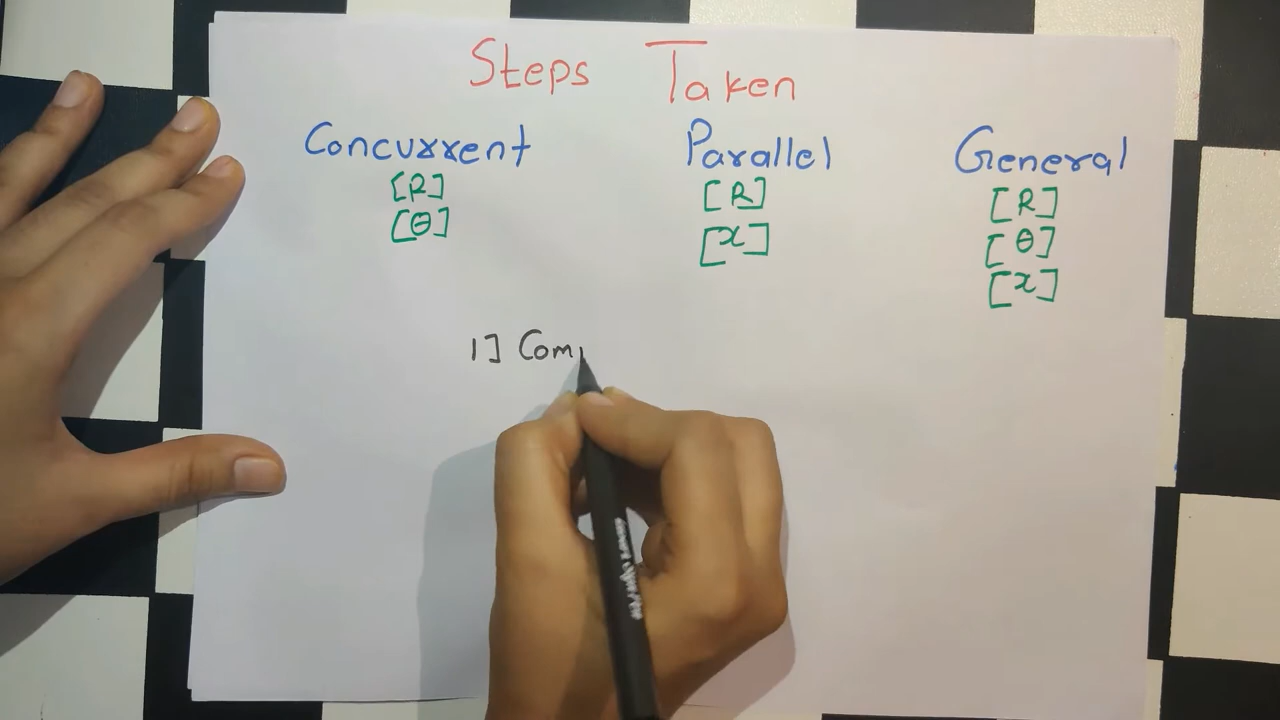 Steps Taken
Concurrent Parallel General
[R] [R] [R]
[θ] [x] [θ]
[x]
1] Com